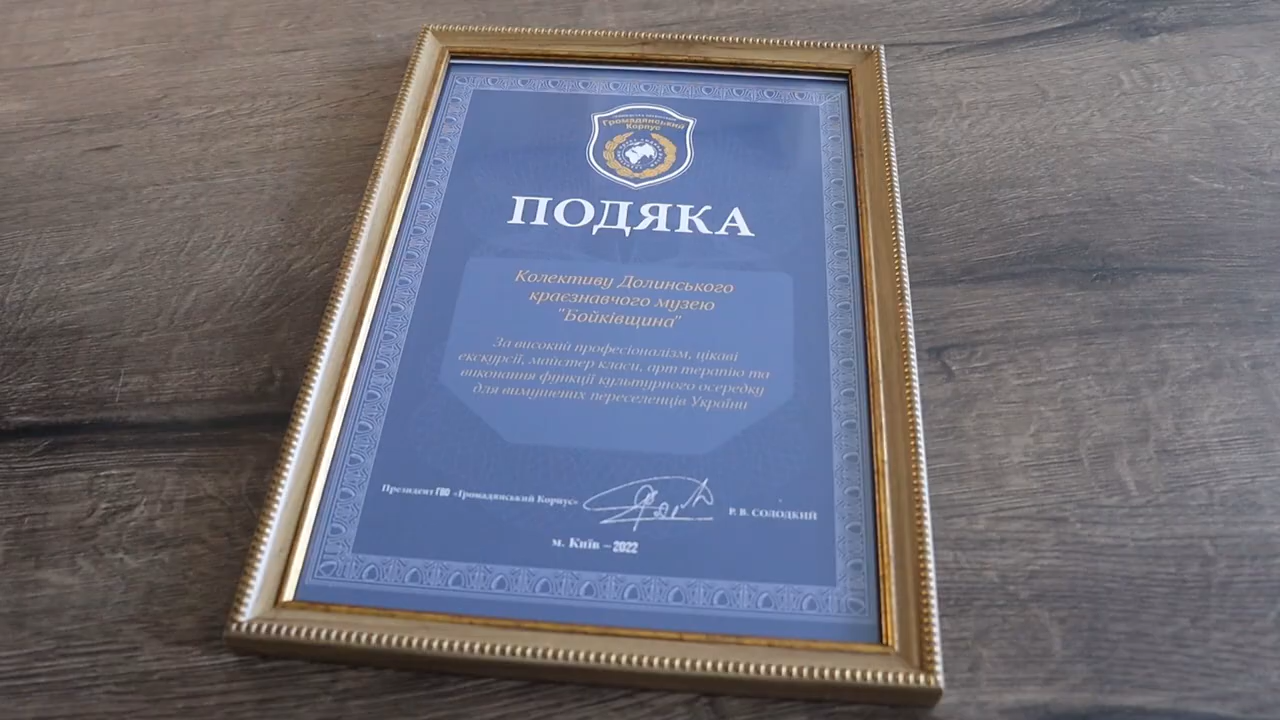 Громадянський
Корпус
ПОДЯКА
Колективу Долинського
краєзнавчого музею
"Бойківщина"
За високий професіоналізм, цікаві
екскурсії, майстер класи, арт терапію та
виконання функції культурного осередку
для вимушених переселенців України
Президент ГВО «Громадянський Корпус»
Р. В. СОЛОДКИЙ
м. Київ – 2022